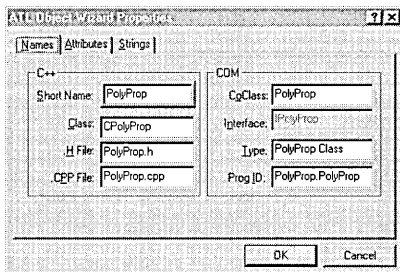 ATL Object Wizard Properties
Names Attributes Strings
C++
Short Name: PolyProp
Class: CPolyProp
.H File: PolyProp.h
.CPP File: PolyProp.cpp
COM
CoClass: PolyProp
Interface: IPolyProp
Type: PolyProp Class
Prog ID: PolyProp.PolyProp
OK Cancel